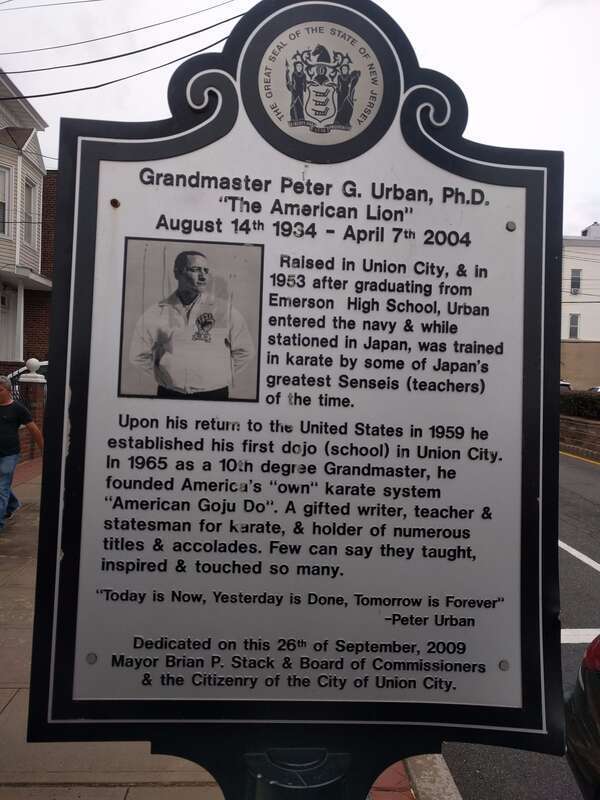 THE GREAT SEAL OF THE STATE OF NEW JERSEY
Grandmaster Peter G. Urban, Ph.D.
"The American Lion"
August 14th 1934 - April 7th 2004
Raised in Union City, & in
1953 after graduating from
Emerson High School, Urban
entered the navy & while
stationed in Japan, was trained
in karate by some of Japan's
greatest Senseis (teachers)
of the time.
Upon his return to the United States in 1959 he
established his first dojo (school) in Union City.
In 1965 as a 10th degree Grandmaster, he
founded America's "own" karate system
"American Goju Do". A gifted writer, teacher &
statesman for karate, & holder of numerous
titles & accolades. Few can say they taught,
inspired & touched so many.
"Today is Now, Yesterday is Done, Tomorrow is Forever"
-Peter Urban
Dedicated on this 26th of September, 2009
Mayor Brian P. Stack & Board of Commissioners
& the Citizenry of the City of Union City.